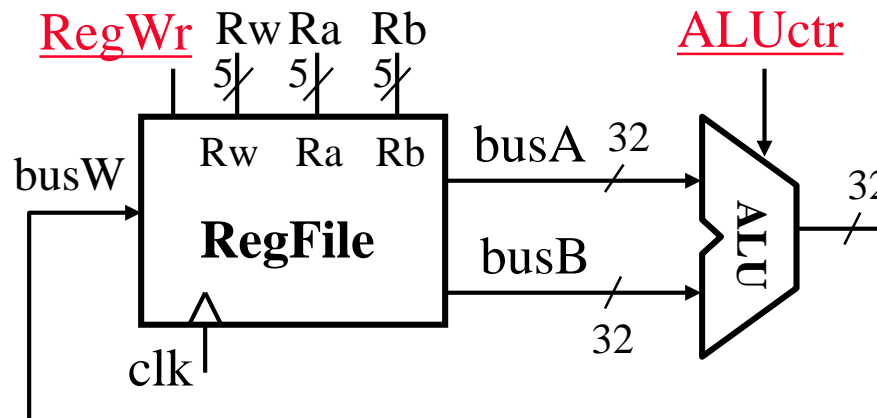 RegWr Rw Ra Rb ALUctr
5 5 5
Rw Ra Rb
busW
busA 32
32
RegFile
ALU
busB
32
clk